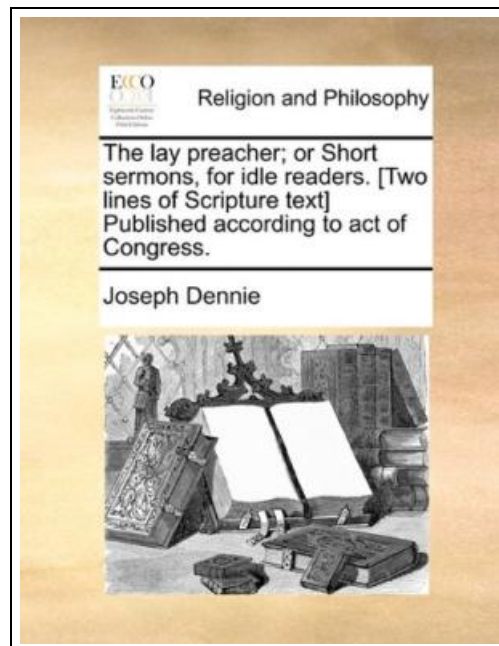 ECCO
Religion and Philosophy
The lay preacher; or Short
sermons, for idle readers. [Two
lines of Scripture text]
Published according to act of
Congress.
Joseph Dennie